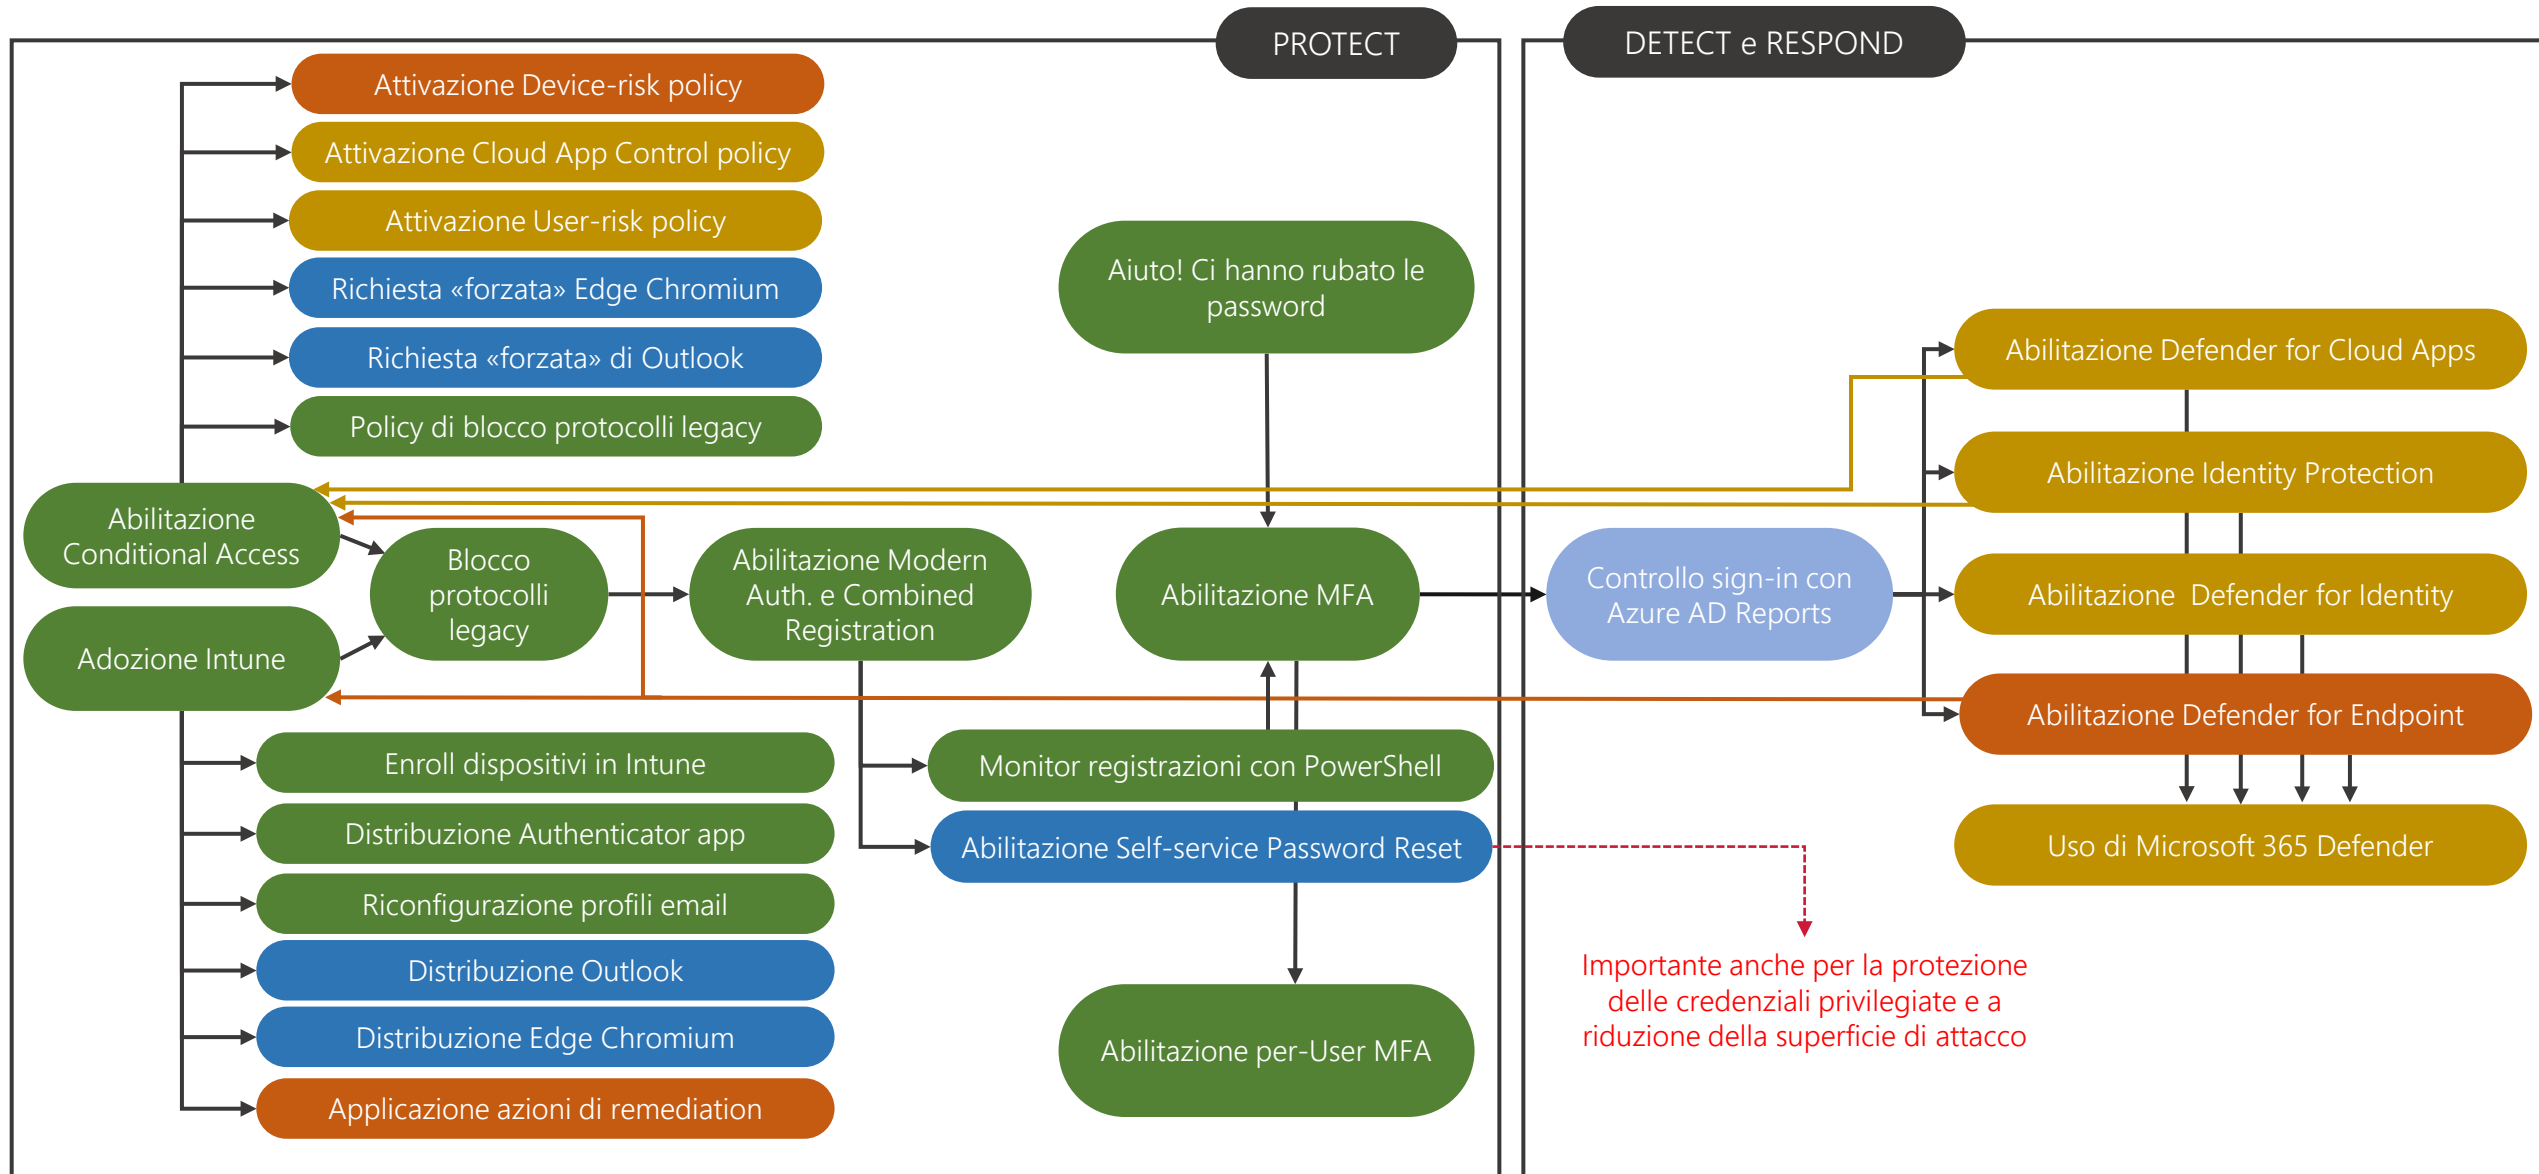 PROTECT
DETECT e RESPOND
Attivazione Device-risk policy
Attivazione Cloud App Control policy
Attivazione User-risk policy
Richiesta «forzata» Edge Chromium
Richiesta «forzata» di Outlook
Policy di blocco protocolli legacy
Abilitazione
Conditional Access
Adozione Intune
Blocco
protocolli
legacy
Abilitazione Modern
Auth. e Combined
Registration
Enroll dispositivi in Intune
Distribuzione Authenticator app
Riconfigurazione profili email
Distribuzione Outlook
Distribuzione Edge Chromium
Applicazione azioni di remediation
Aiuto! Ci hanno rubato le
password
Abilitazione MFA
Monitor registrazioni con PowerShell
Abilitazione Self-service Password Reset
Abilitazione per-User MFA
Controllo sign-in con
Azure AD Reports
Abilitazione Defender for Cloud Apps
Abilitazione Identity Protection
Abilitazione  Defender for Identity
Abilitazione Defender for Endpoint
Uso di Microsoft 365 Defender
Importante anche per la protezione
delle credenziali privilegiate e a
riduzione della superficie di attacco